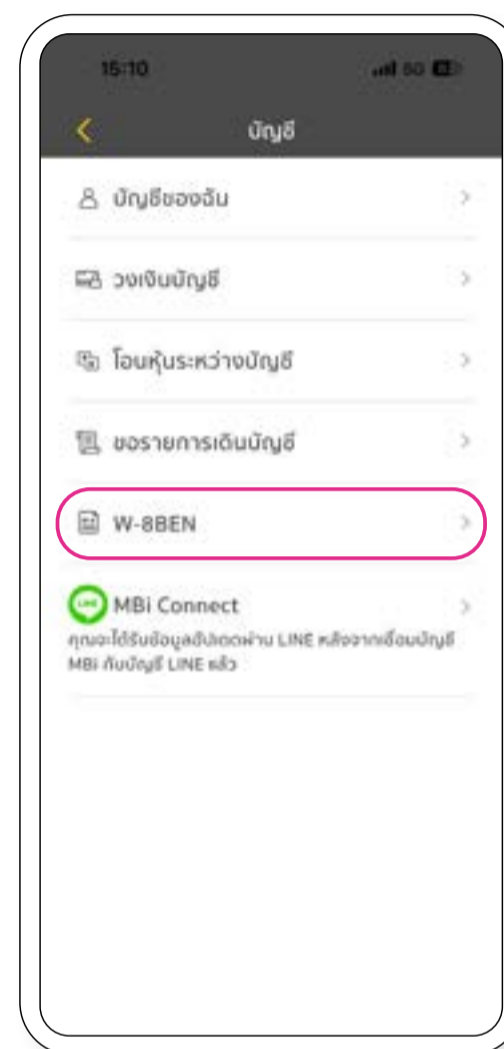 15:10
5G
บัญชี
บัญชีของฉัน
วงเงินบัญชี
โอนหุ้นระหว่างบัญชี
ขอรายการเดินบัญชี
W-8BEN
LINE
MBi Connect
คุณจะได้รับข้อมูลอัปเดตผ่าน LINE หลังจากเชื่อมบัญชี
MBi กับบัญชี LINE แล้ว